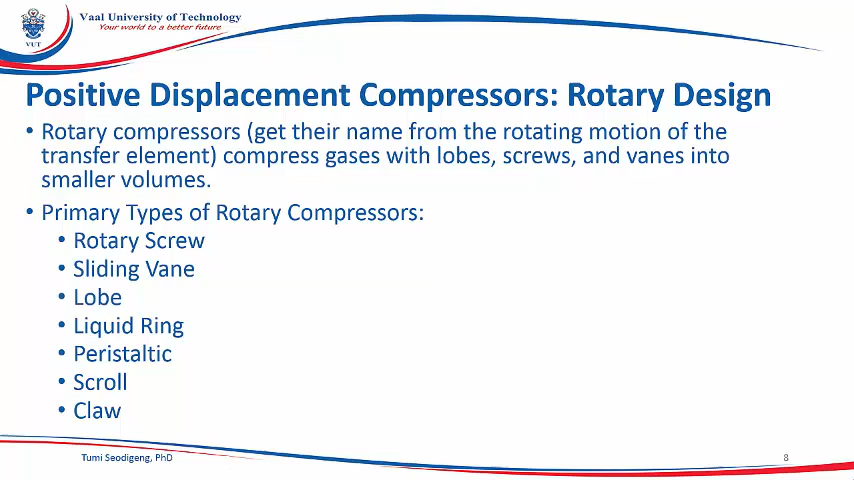 Vaal University of Technology
Your world to a better future
VUT
Positive Displacement Compressors: Rotary Design
• Rotary compressors (get their name from the rotating motion of the
transfer element) compress gases with lobes, screws, and vanes into
smaller volumes.
• Primary Types of Rotary Compressors:
• Rotary Screw
• Sliding Vane
• Lobe
• Liquid Ring
• Peristaltic
• Scroll
• Claw
Tumi Seodigeng, PhD
8